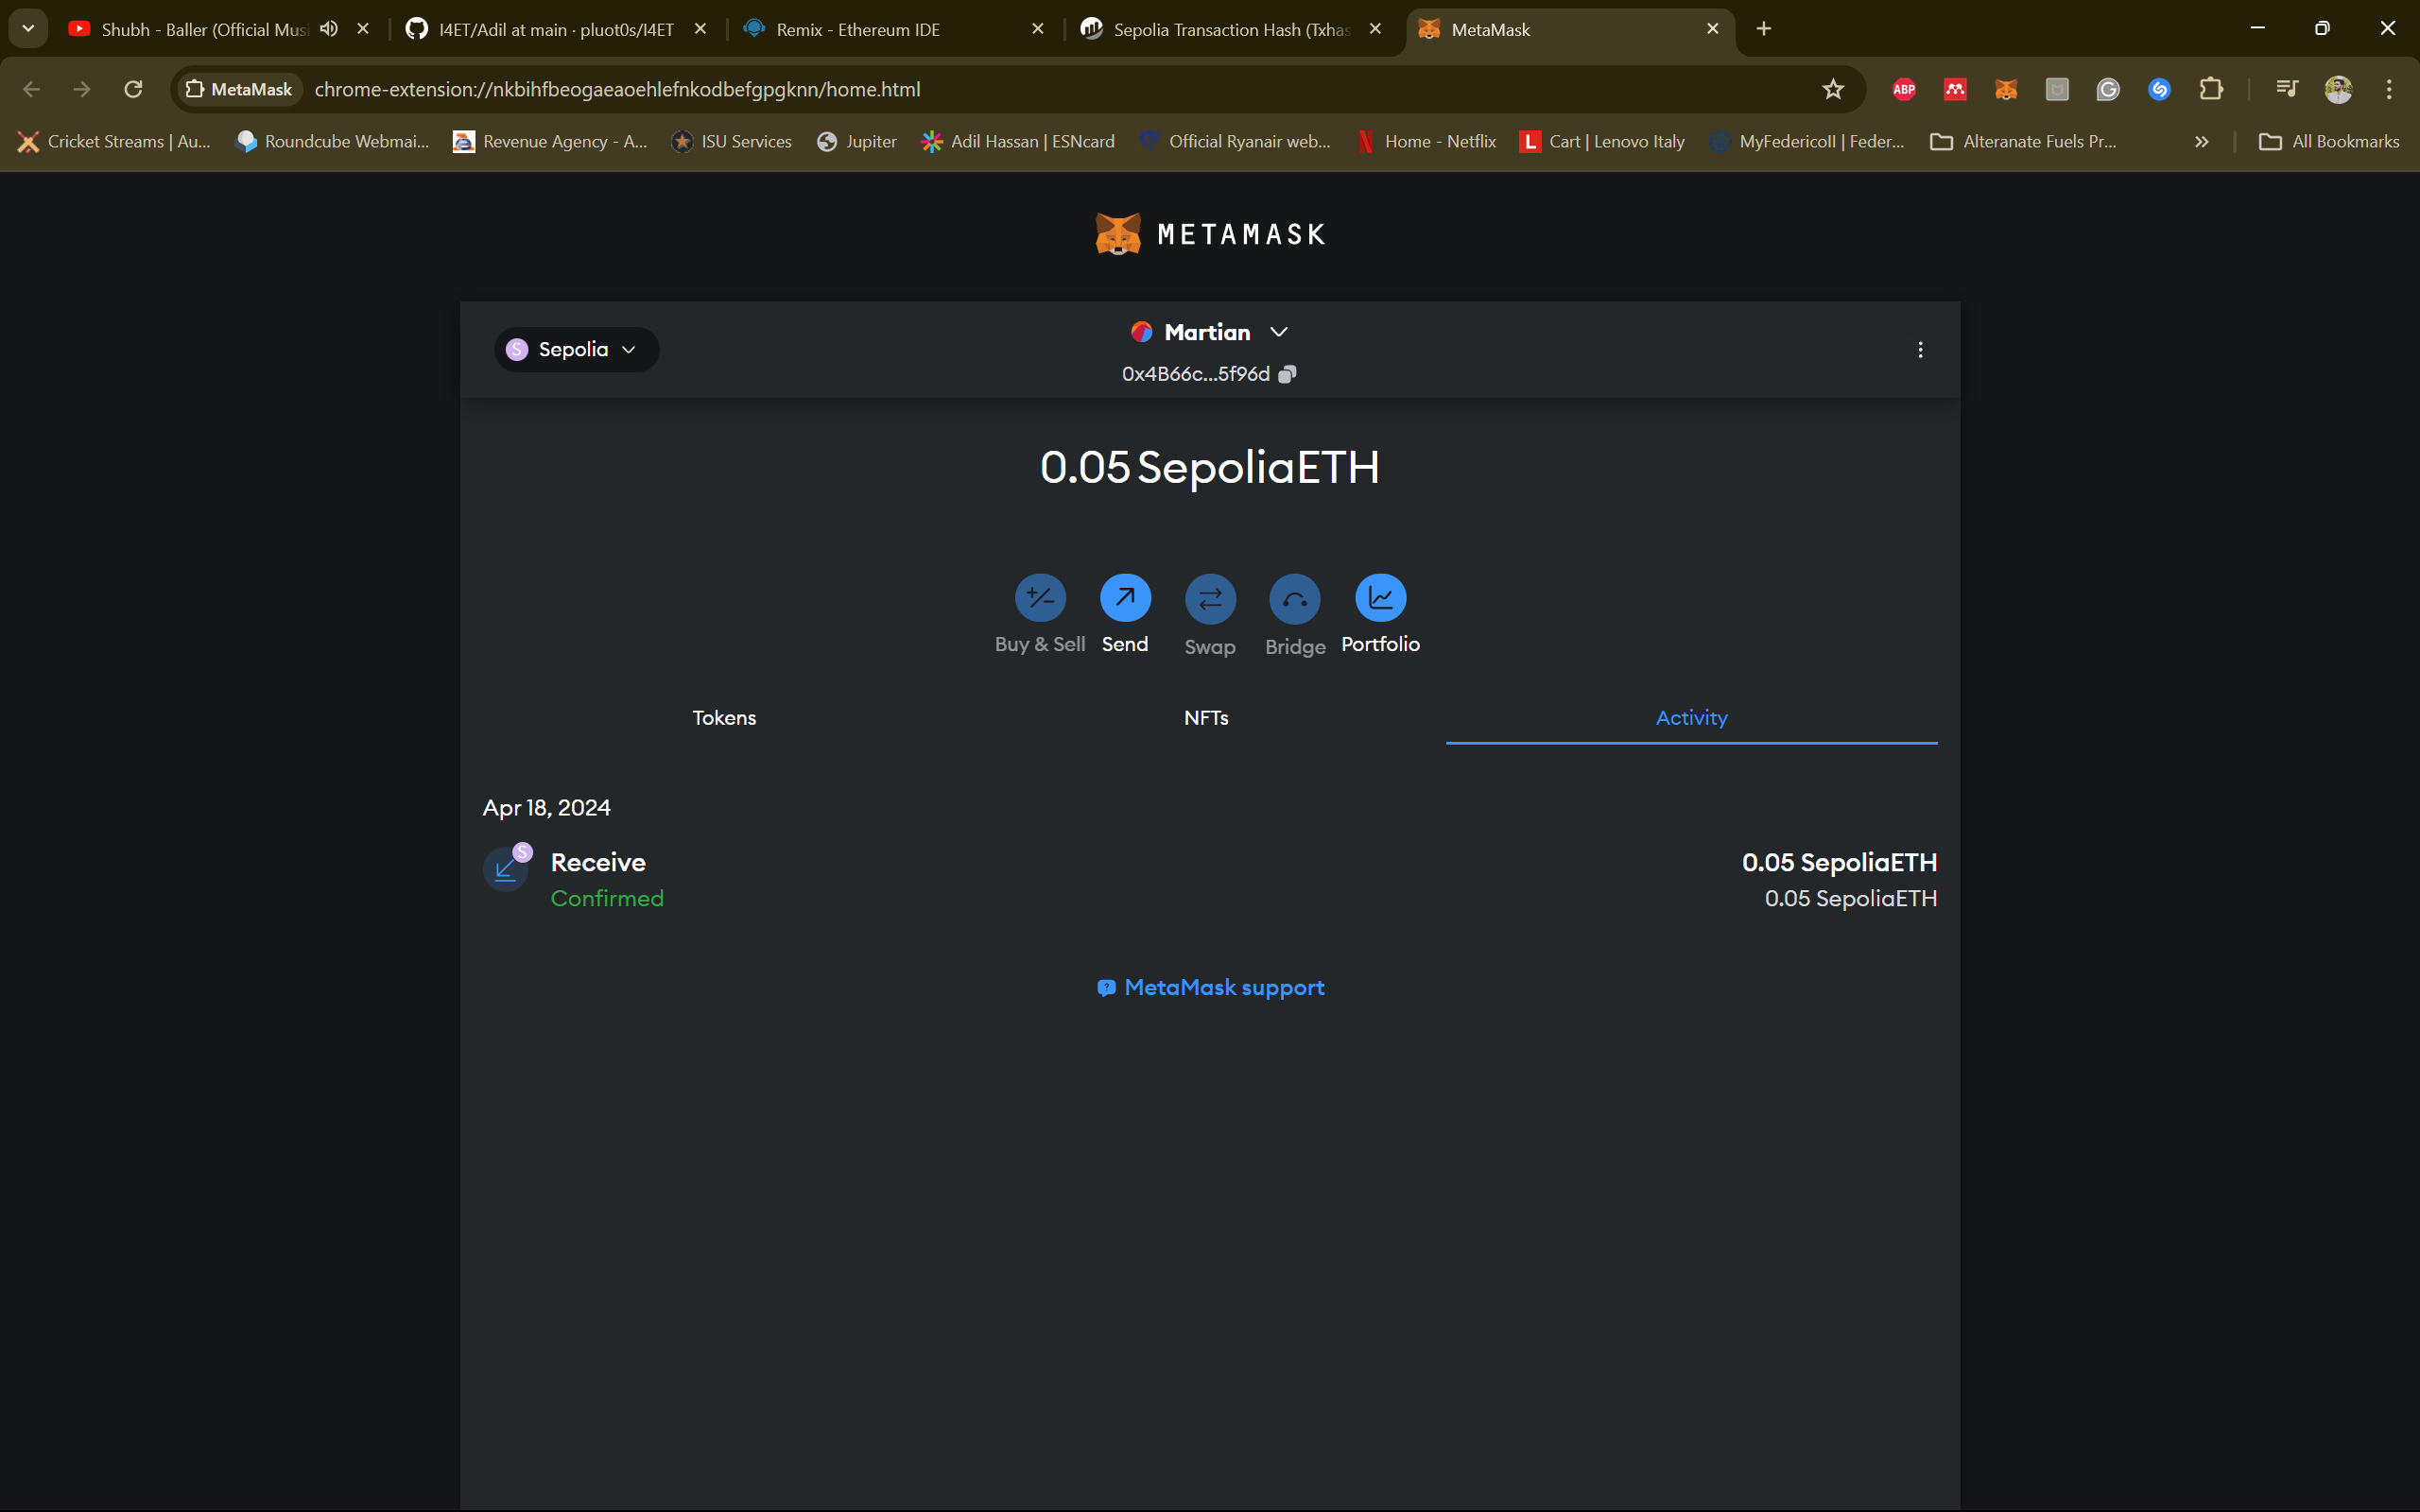 Shubh - Baller (Official Mus
I4ET/Adil at main · pluot0s/I4ET
Remix - Ethereum IDE
Sepolia Transaction Hash (Txhas
MetaMask
MetaMask
chrome-extension://nkbihfbeogaeaoehlefnkodbefgpgknn/home.html
ABP
Cricket Streams | Au...
Roundcube Webmai...
Revenue Agency - A...
ISU Services
Jupiter
Adil Hassan | ESNcard
Official Ryanair web...
Home - Netflix
L
Cart | Lenovo Italy
MyFedericoII | Feder...
Alteranate Fuels Pr...
All Bookmarks
METAMASK
S Sepolia
Martian
0x4B66c...5f96d
0.05 SepoliaETH
Buy & Sell
Send
Swap
Bridge
Portfolio
Tokens
NFTs
Activity
Apr 18, 2024
S
Receive
0.05 SepoliaETH
Confirmed
0.05 SepoliaETH
MetaMask support